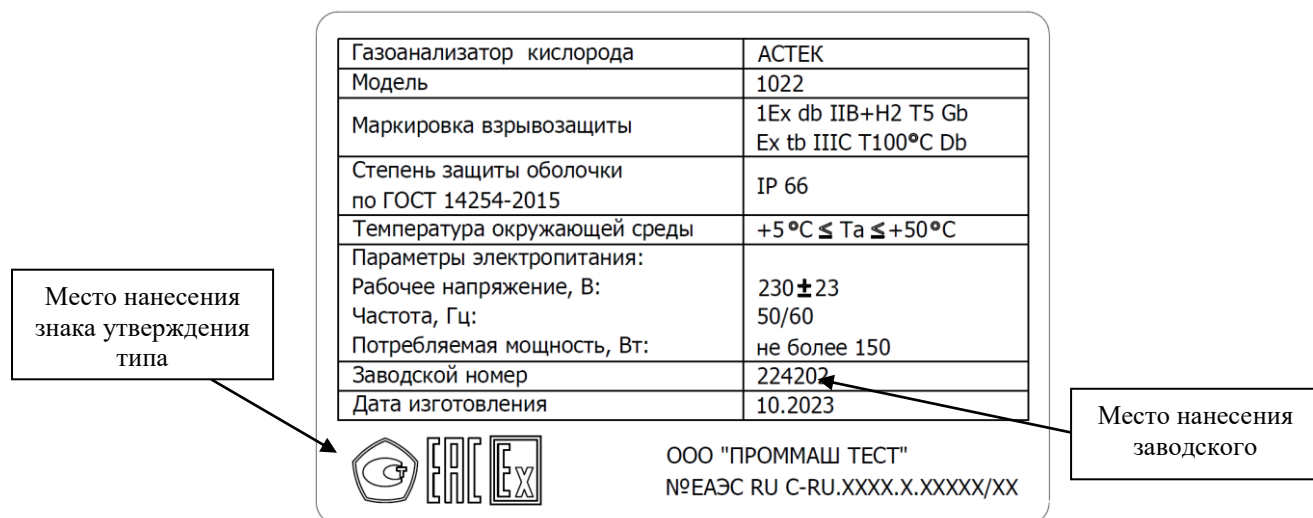 Газоанализатор кислорода АСТЕК
Модель 1022
Маркировка взрывозащиты 1Ex db IIB+H2 T5 Gb
Ex tb IIIC T100°C Db
Степень защиты оболочки
по ГОСТ 14254-2015 IP 66
Температура окружающей среды +5°C ≤ Ta ≤ +50°C
Параметры электропитания:
Рабочее напряжение, В: 230±23
Частота, Гц: 50/60
Потребляемая мощность, Вт: не более 150
Заводской номер 224202
Дата изготовления 10.2023
Место нанесения
знака утверждения
типа
Место нанесения
заводского
EAC Ex
ООО "ПРОММАШ ТЕСТ"
№ЕАЭС RU C-RU.XXXX.X.XXXXX/XX